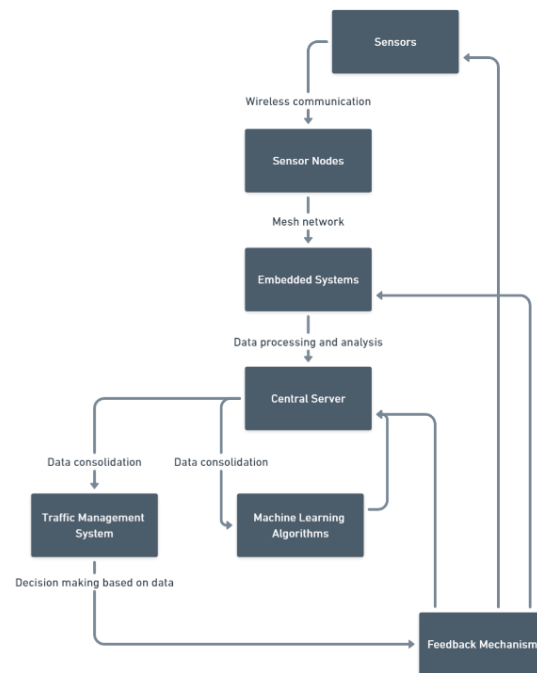 Sensors
Wireless communication
Sensor Nodes
Mesh network
Embedded Systems
Data processing and analysis
Central Server
Data consolidation
Data consolidation
Traffic Management
System
Machine Learning
Algorithms
Decision making based on data
Feedback Mechanism